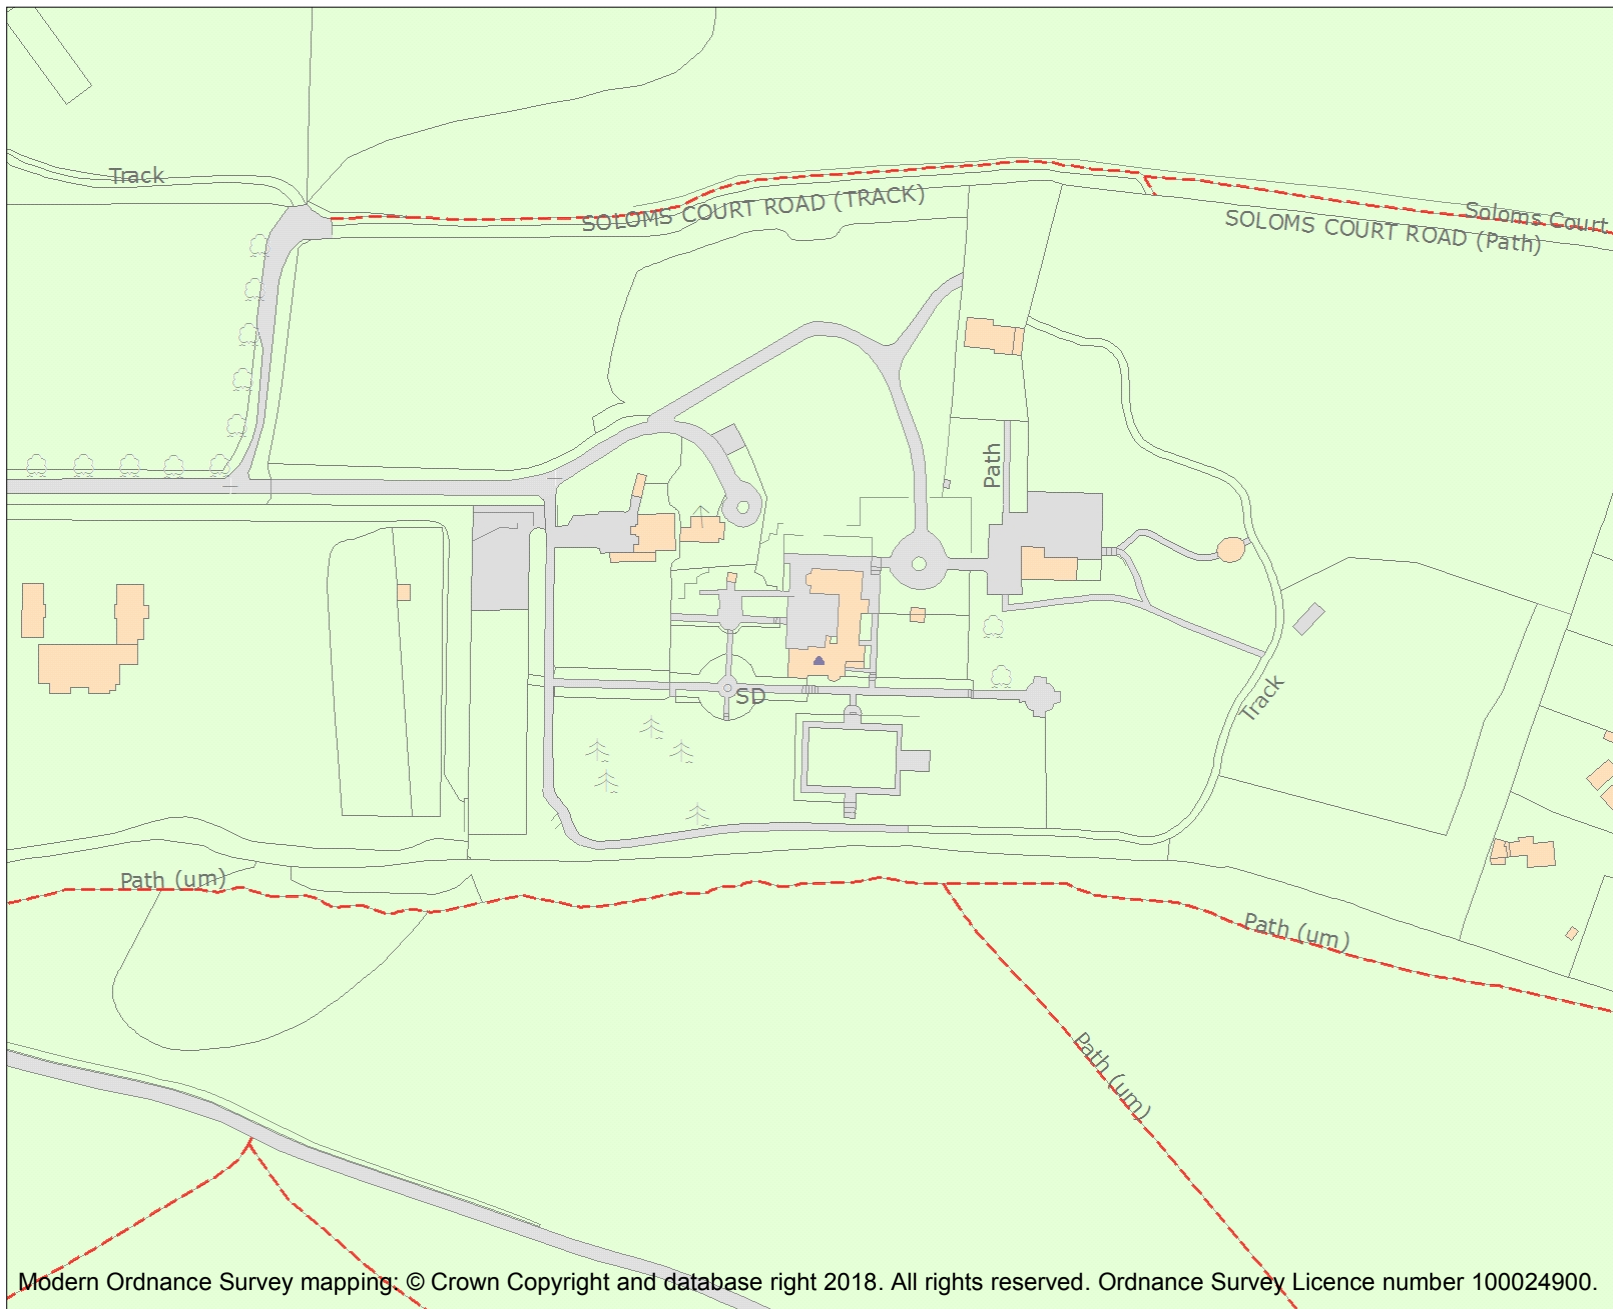 Track
SOLOMS COURT ROAD (TRACK)
Soloms Court
SOLOMS COURT ROAD (Path)
Path
SD
Track
Path (um)
Path (um)
Path (um)
Modern Ordnance Survey mapping: © Crown Copyright and database right 2018. All rights reserved. Ordnance Survey Licence number 100024900.